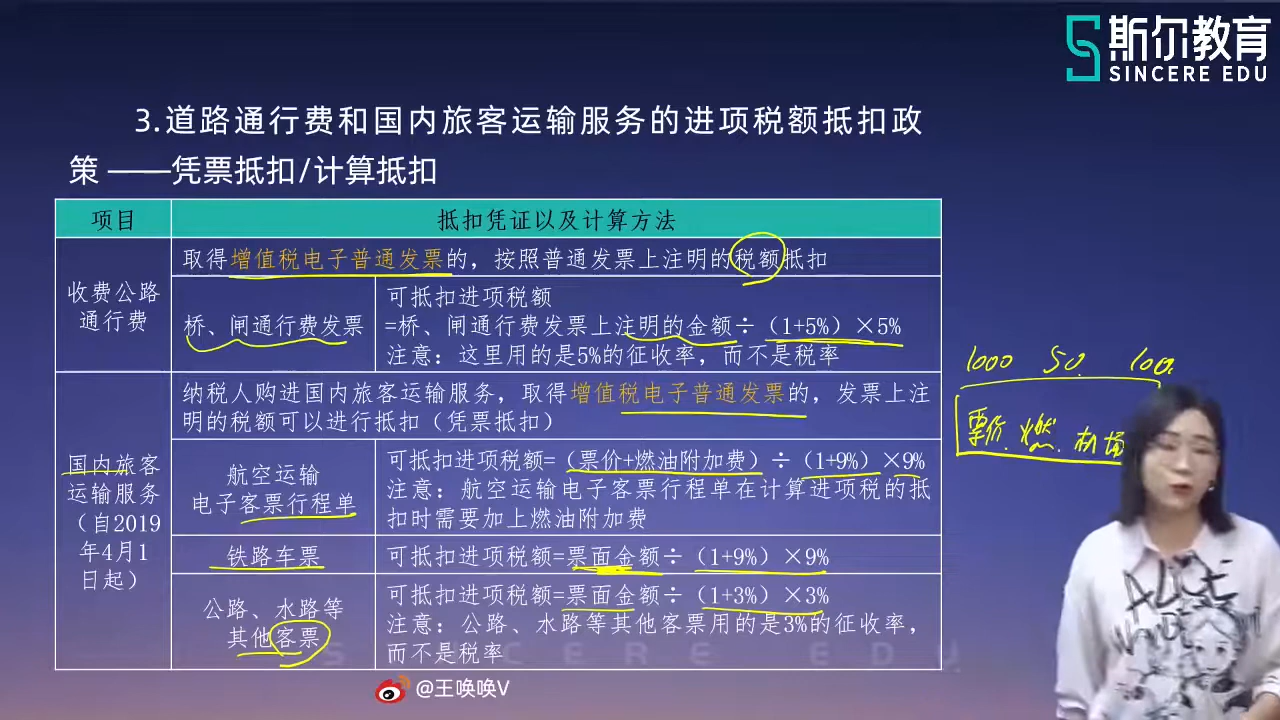 斯尔教育
SINCERE EDU
3.道路通行费和国内旅客运输服务的进项税额抵扣政
策 ——凭票抵扣/计算抵扣
项目
抵扣凭证以及计算方法
收费公路
通行费
取得增值税电子普通发票的，按照普通发票上注明的税额抵扣
桥、闸通行费发票
可抵扣进项税额
=桥、闸通行费发票上注明的金额÷（1+5%）×5%
注意：这里用的是5%的征收率，而不是税率
国内旅客
运输服务
（自2019
年4月1
日起）
纳税人购进国内旅客运输服务，取得增值税电子普通发票的，发票上注
明的税额可以进行抵扣（凭票抵扣）
航空运输
电子客票行程单
可抵扣进项税额=（票价+燃油附加费）÷（1+9%）×9%
注意：航空运输电子客票行程单在计算进项税的抵
扣时需要加上燃油附加费
铁路车票
可抵扣进项税额=票面金额÷（1+9%）×9%
公路、水路等
其他客票
可抵扣进项税额=票面金额÷（1+3%）×3%
注意：公路、水路等其他客票用的是3%的征收率，
而不是税率
1000 50 100
票价 燃 机场
SINCERE EDU
@王唤唤V